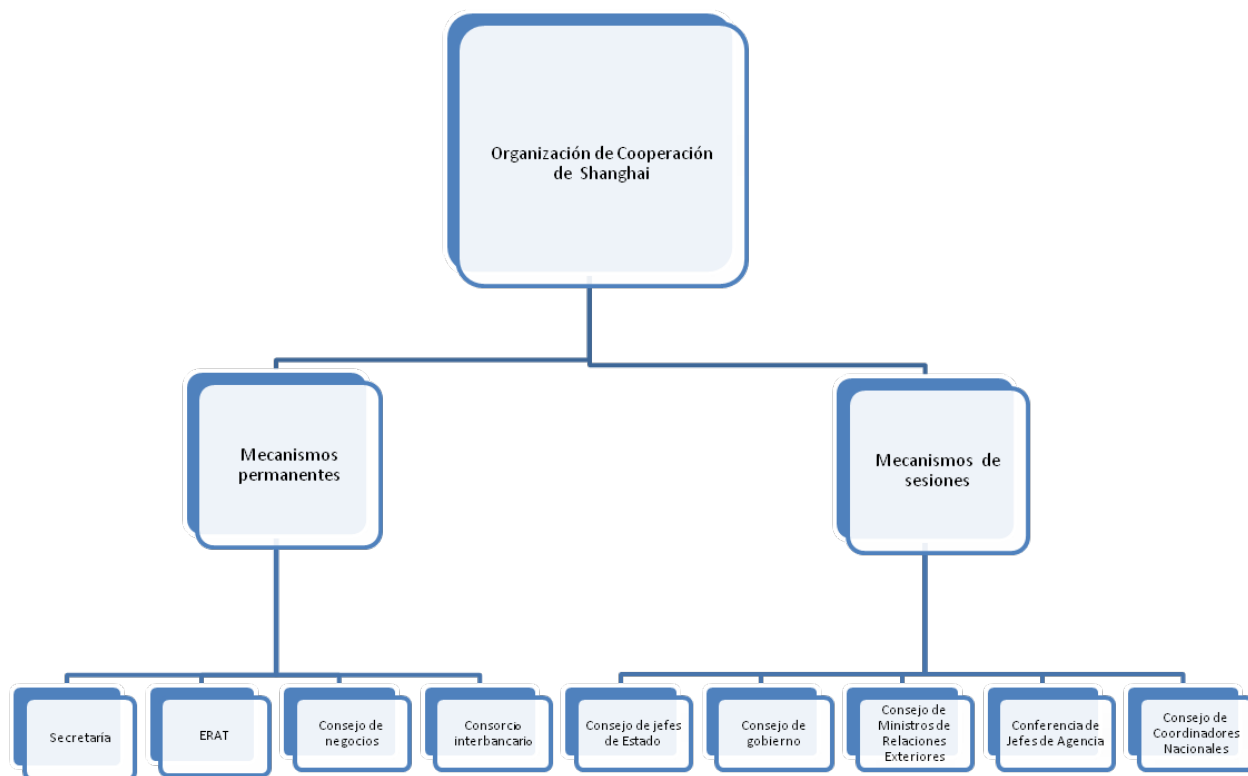 Organización de Cooperación
de Shanghai
Mecanismos
permanentes
Mecanismos de
sesiones
Secretaría
ERAT
Consejo de
negocios
Consorcio
interbancario
Consejo de jefes
de Estado
Consejo de
gobierno
Consejo de
Ministros de
Relaciones
Exteriores
Conferencia de
Jefes de Agencia
Consejo de
Coordinadores
Nacionales